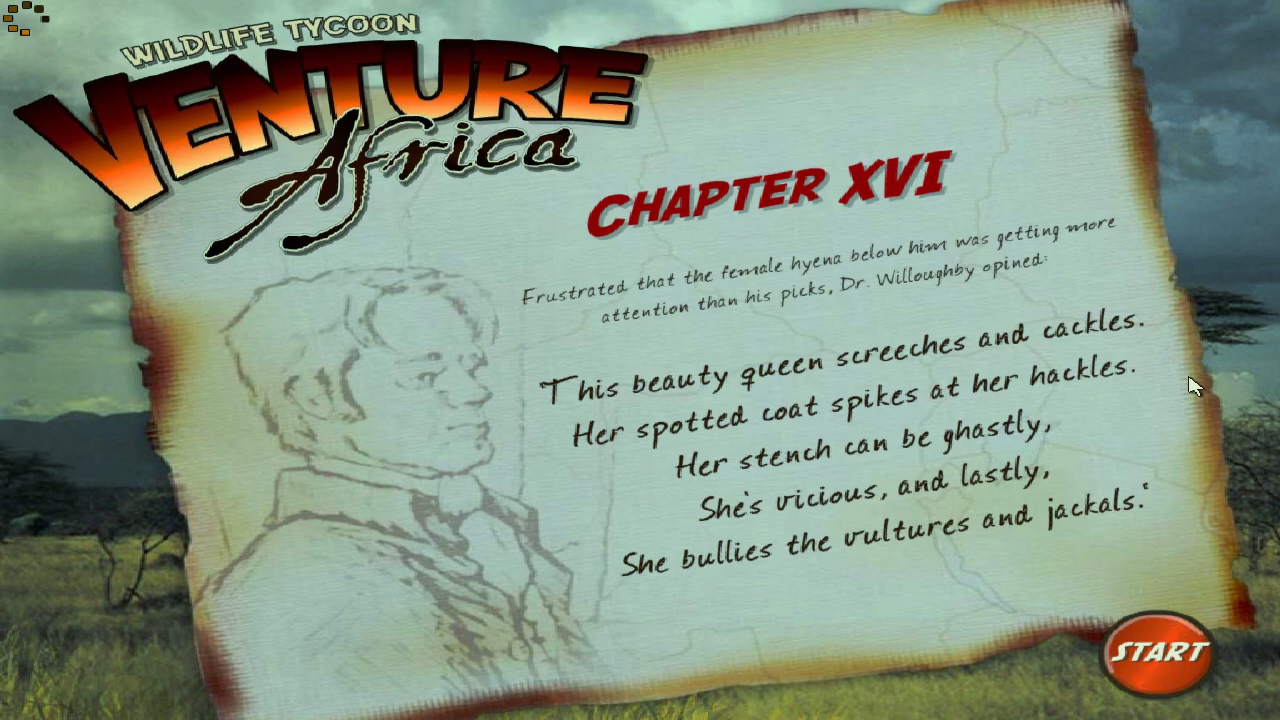 WILDLIFE TYCOON
VENTURE
Africa
CHAPTER XVI
Frustrated that the female hyena below him was getting more
attention than his picks, Dr. Willoughby opined:
This beauty queen screeches and cackles.
Her spotted coat spikes at her hackles.
Her stench can be ghastly,
She's vicious, and lastly,
She bullies the vultures and jackals."
START